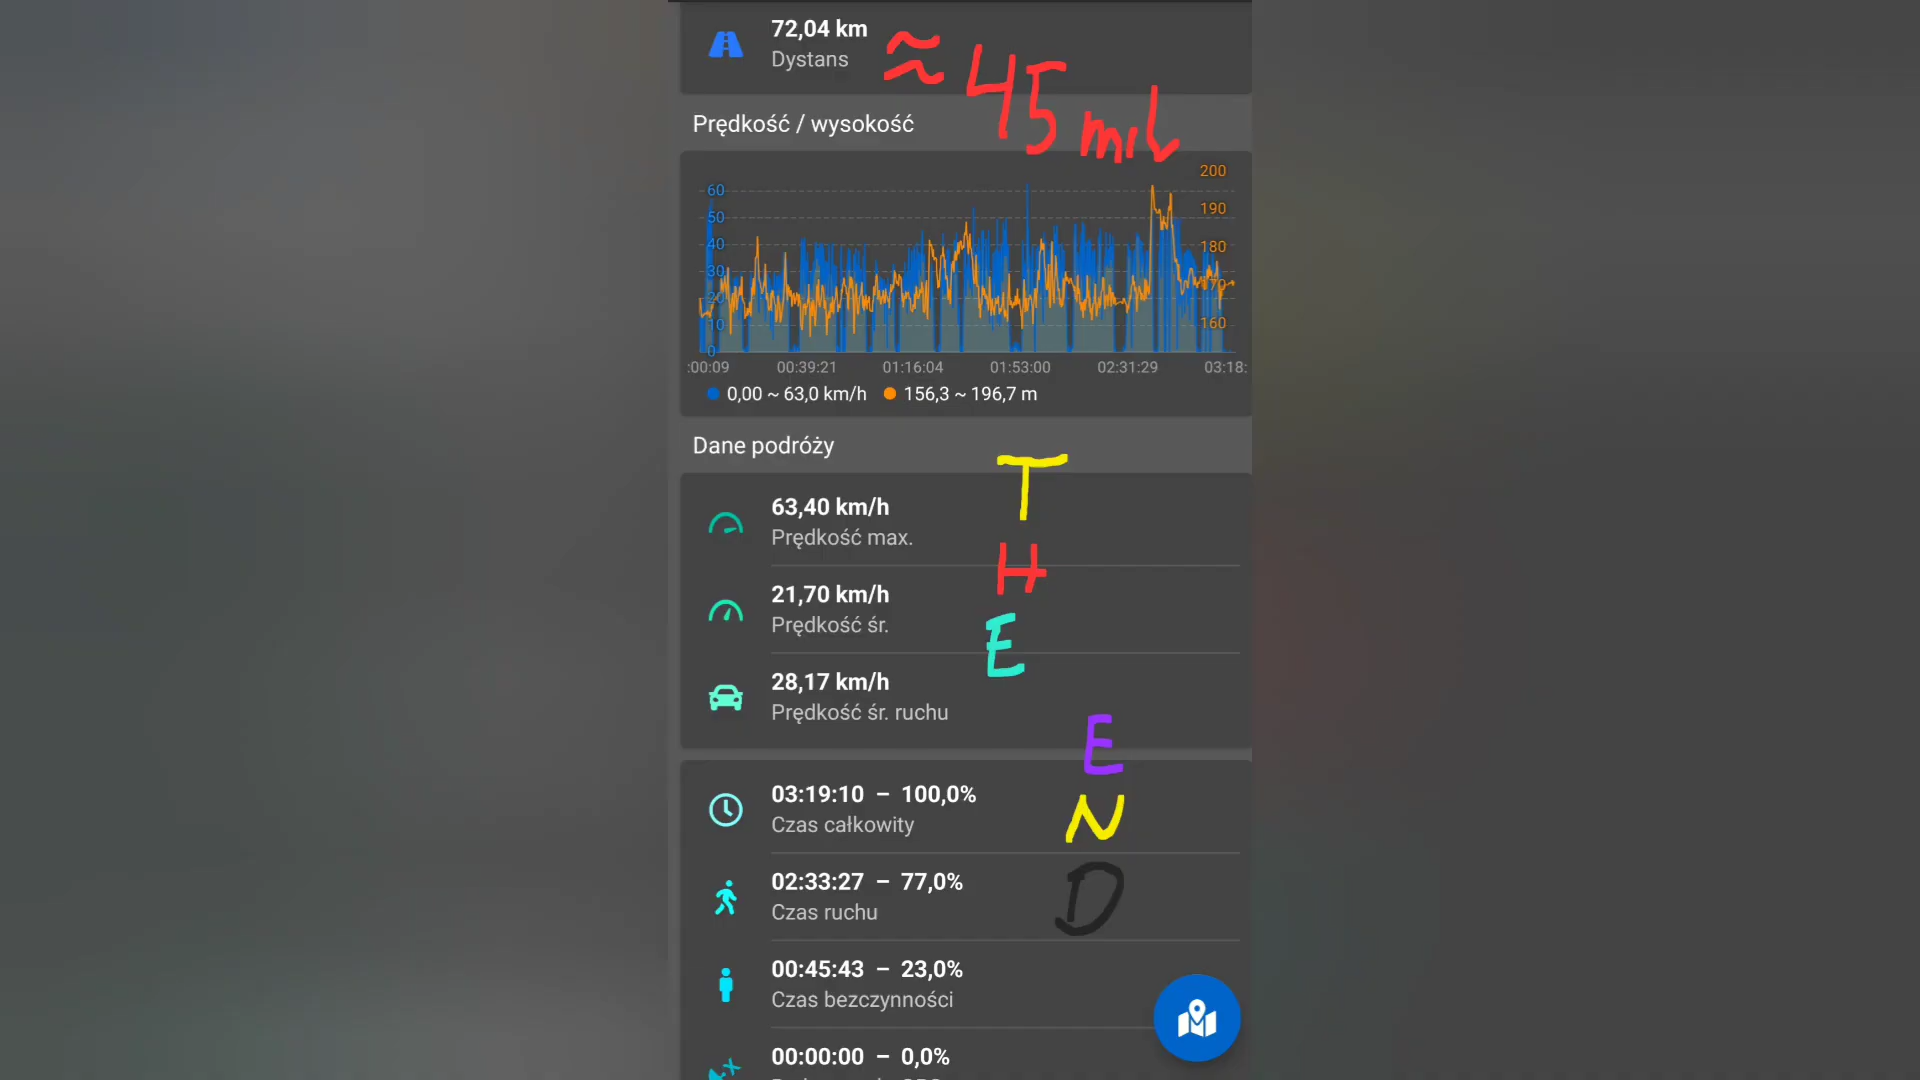 72,04 km
Dystans
≈ 45 mil
Prędkość / wysokość
200
60
190
50
180
40
30
170
20
160
10
0
:00:09 00:39:21 01:16:04 01:53:00 02:31:29 03:18:
0,00 ~ 63,0 km/h 156,3 ~ 196,7 m
Dane podróży
T
63,40 km/h
Prędkość max.
H
21,70 km/h
Prędkość śr.
E
28,17 km/h
Prędkość śr. ruchu
E
03:19:10 – 100,0%
Czas całkowity
N
02:33:27 – 77,0%
Czas ruchu
D
00:45:43 – 23,0%
Czas bezczynności
00:00:00 – 0,0%